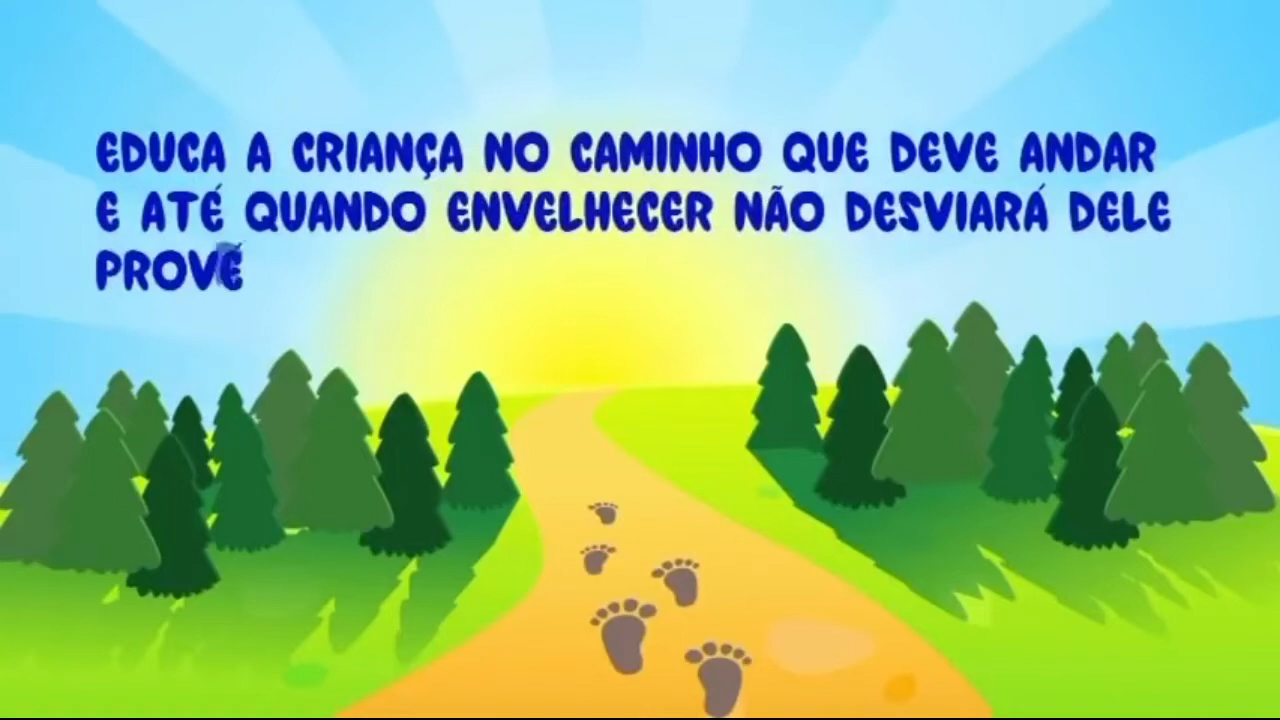 EDUCA A CRIANÇA NO CAMINHO QUE DEVE ANDAR
E ATÉ QUANDO ENVELHECER NÃO DESVIARÁ DELE
PROVÉ